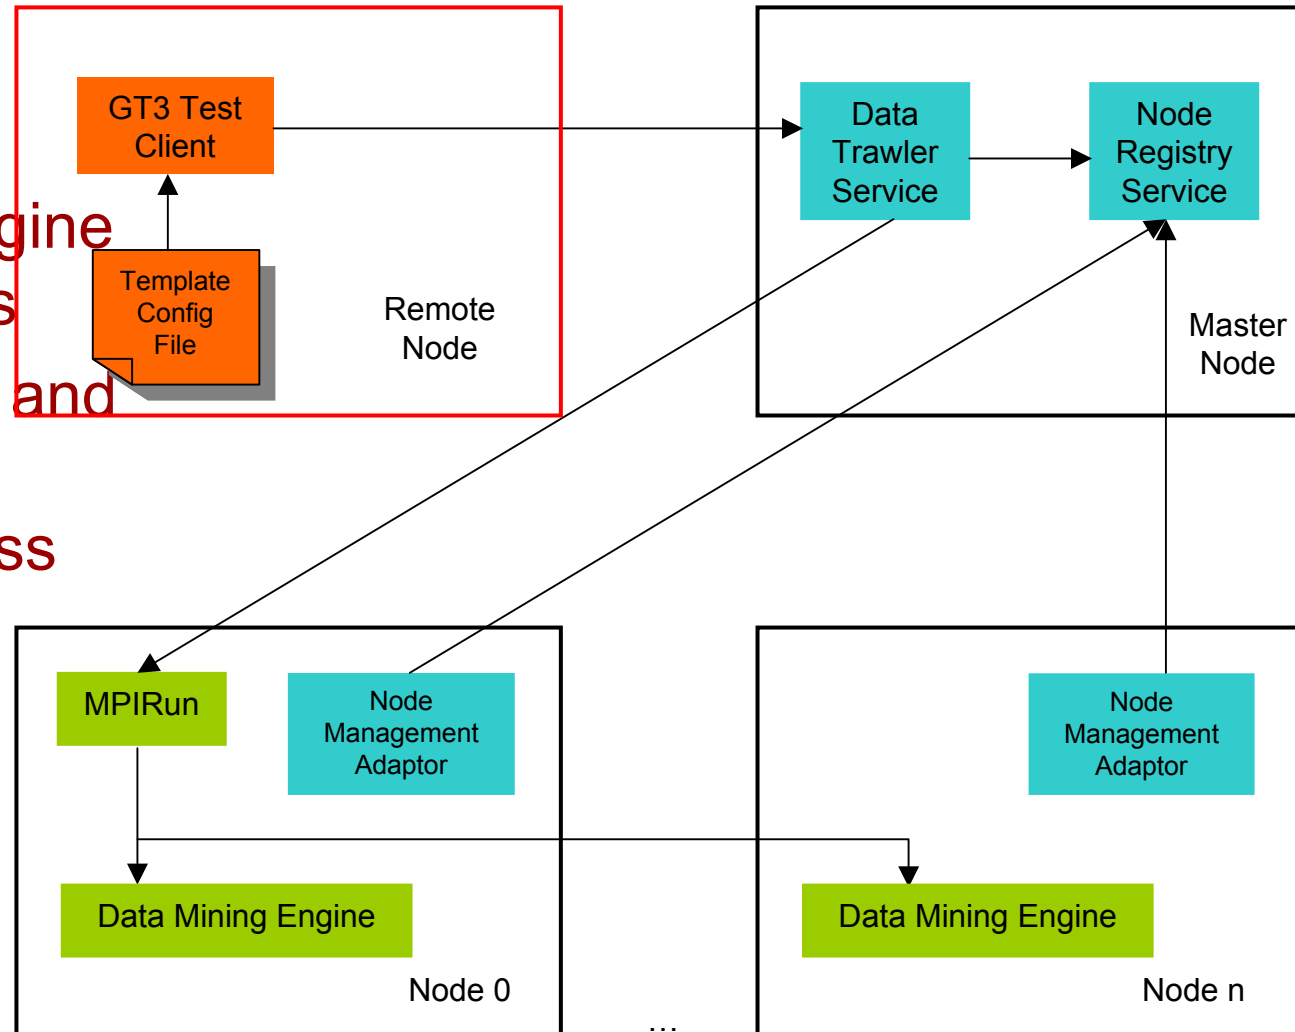 GT3 Test
Client
Data
Trawler
Service
Node
Registry
Service
gine
s
and
ss
Template
Config
File
Remote
Node
Master
Node
MPIRun
Node
Management
Adaptor
Node
Management
Adaptor
Data Mining Engine
Data Mining Engine
Node 0
...
Node n